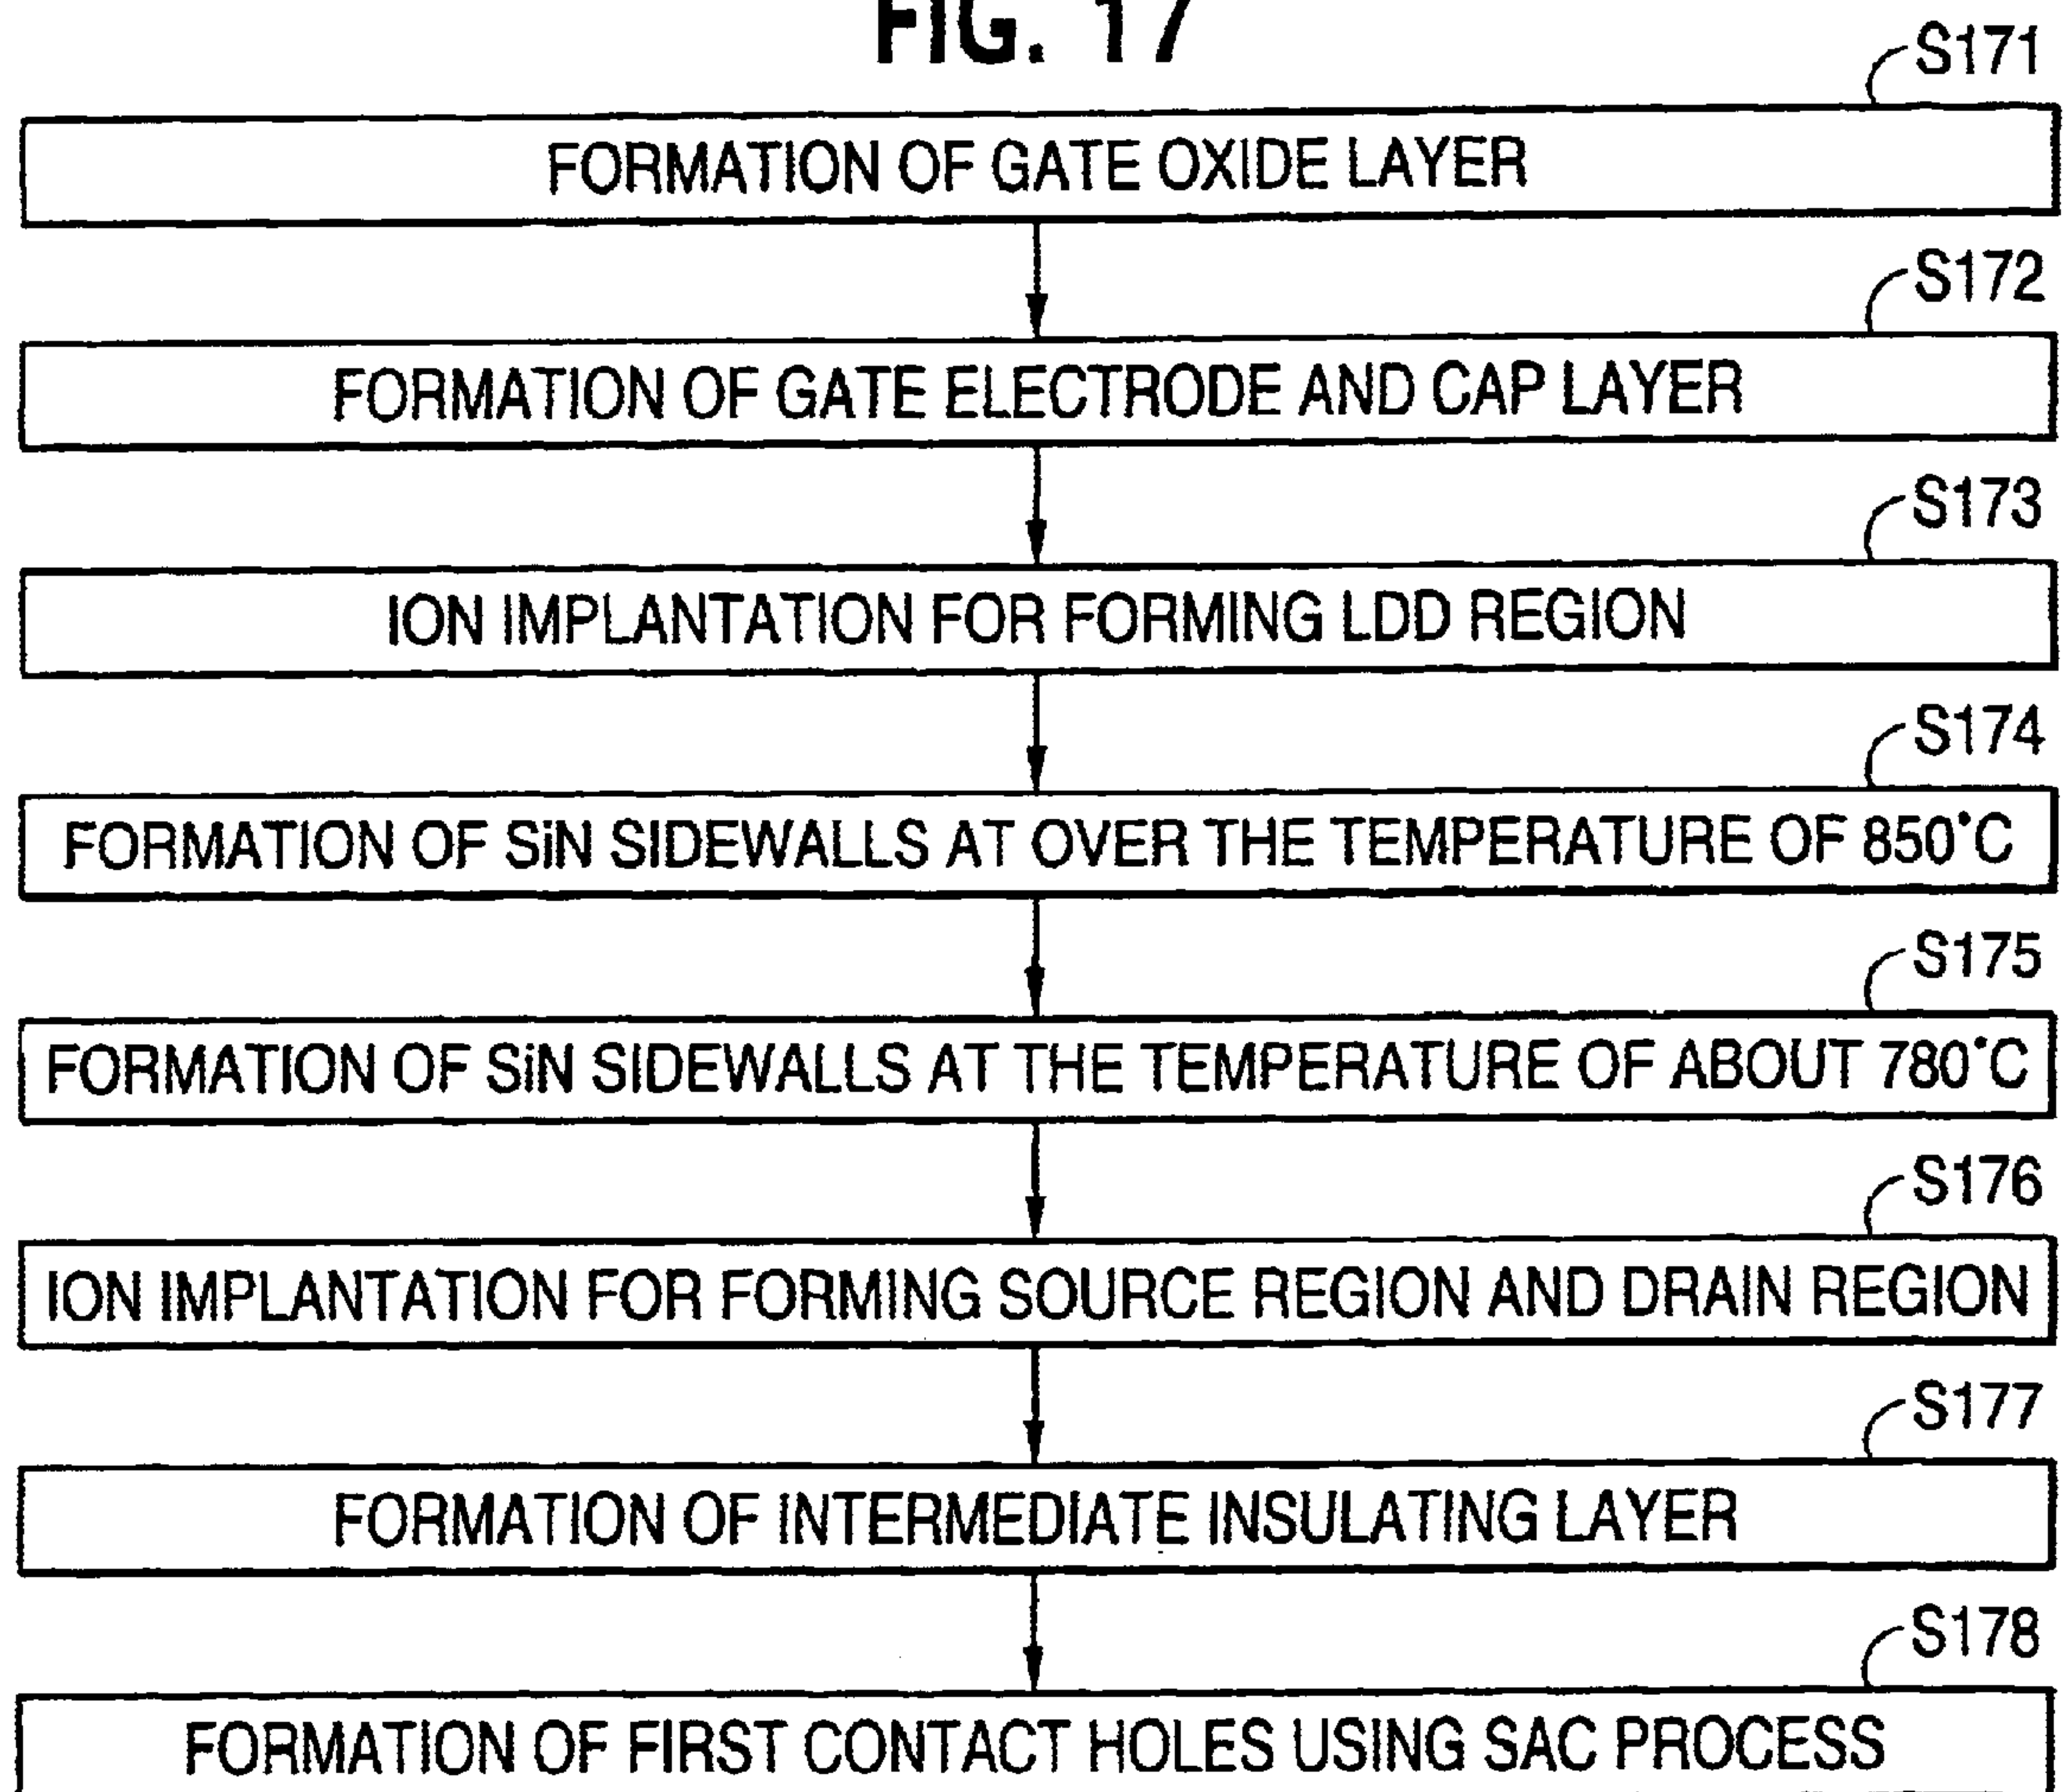 FIG. 17
S171
FORMATION OF GATE OXIDE LAYER
S172
FORMATION OF GATE ELECTRODE AND CAP LAYER
S173
ION IMPLANTATION FOR FORMING LDD REGION
S174
FORMATION OF SiN SIDEWALLS AT OVER THE TEMPERATURE OF 850°C
S175
FORMATION OF SiN SIDEWALLS AT THE TEMPERATURE OF ABOUT 780°C
S176
ION IMPLANTATION FOR FORMING SOURCE REGION AND DRAIN REGION
S177
FORMATION OF INTERMEDIATE INSULATING LAYER
S178
FORMATION OF FIRST CONTACT HOLES USING SAC PROCESS